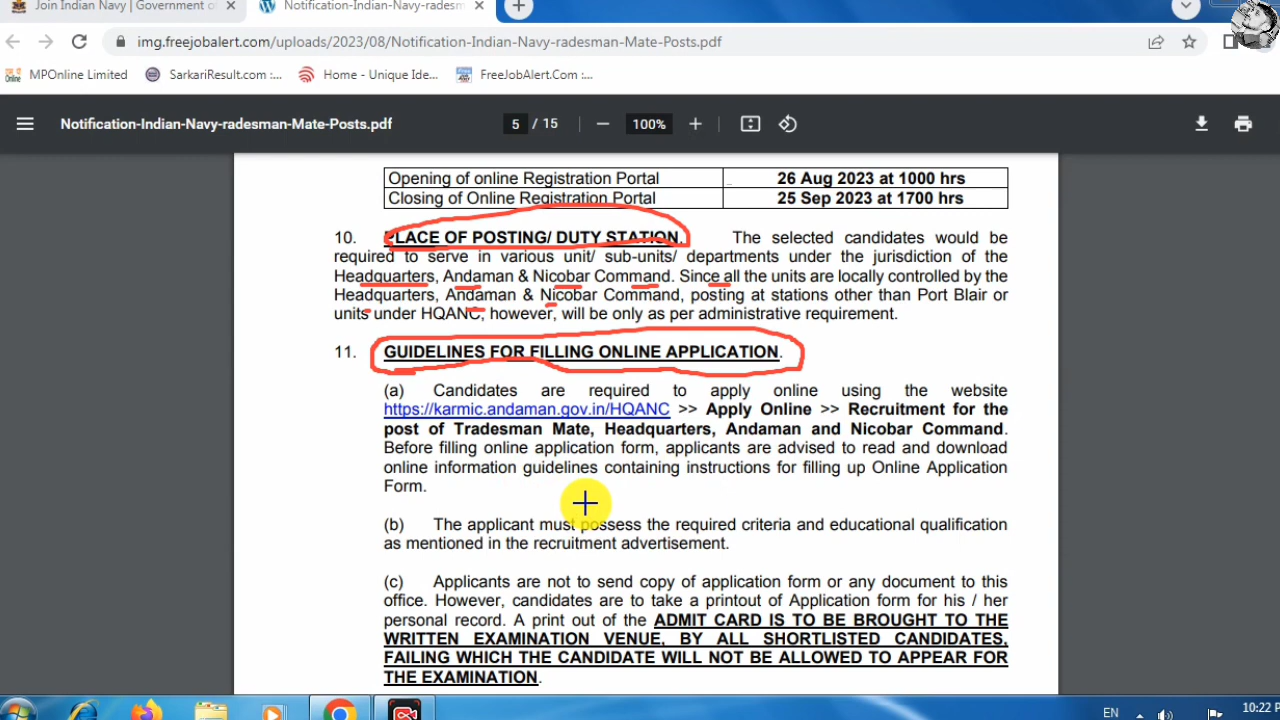 Join Indian Navy | Government o
Notification-Indian-Navy-radesm
img.freejobalert.com/uploads/2023/08/Notification-Indian-Navy-radesman-Mate-Posts.pdf
MPOnline Limited
SarkariResult.com :...
Home - Unique Ide...
FreeJobAlert.Com :...
Notification-Indian-Navy-radesman-Mate-Posts.pdf
5 / 15
100%
Opening of online Registration Portal 26 Aug 2023 at 1000 hrs
Closing of Online Registration Portal 25 Sep 2023 at 1700 hrs
10. PLACE OF POSTING/ DUTY STATION. The selected candidates would be
required to serve in various unit/ sub-units/ departments under the jurisdiction of the
Headquarters, Andaman & Nicobar Command. Since all the units are locally controlled by the
Headquarters, Andaman & Nicobar Command, posting at stations other than Port Blair or
units under HQANC, however, will be only as per administrative requirement.
11. GUIDELINES FOR FILLING ONLINE APPLICATION.
(a) Candidates are required to apply online using the website
https://karmic.andaman.gov.in/HQANC >> Apply Online >> Recruitment for the
post of Tradesman Mate, Headquarters, Andaman and Nicobar Command.
Before filling online application form, applicants are advised to read and download
online information guidelines containing instructions for filling up Online Application
Form.
(b) The applicant must possess the required criteria and educational qualification
as mentioned in the recruitment advertisement.
(c) Applicants are not to send copy of application form or any document to this
office. However, candidates are to take a printout of Application form for his / her
personal record. A print out of the ADMIT CARD IS TO BE BROUGHT TO THE
WRITTEN EXAMINATION VENUE, BY ALL SHORTLISTED CANDIDATES,
FAILING WHICH THE CANDIDATE WILL NOT BE ALLOWED TO APPEAR FOR
THE EXAMINATION.
EN
10:22 P